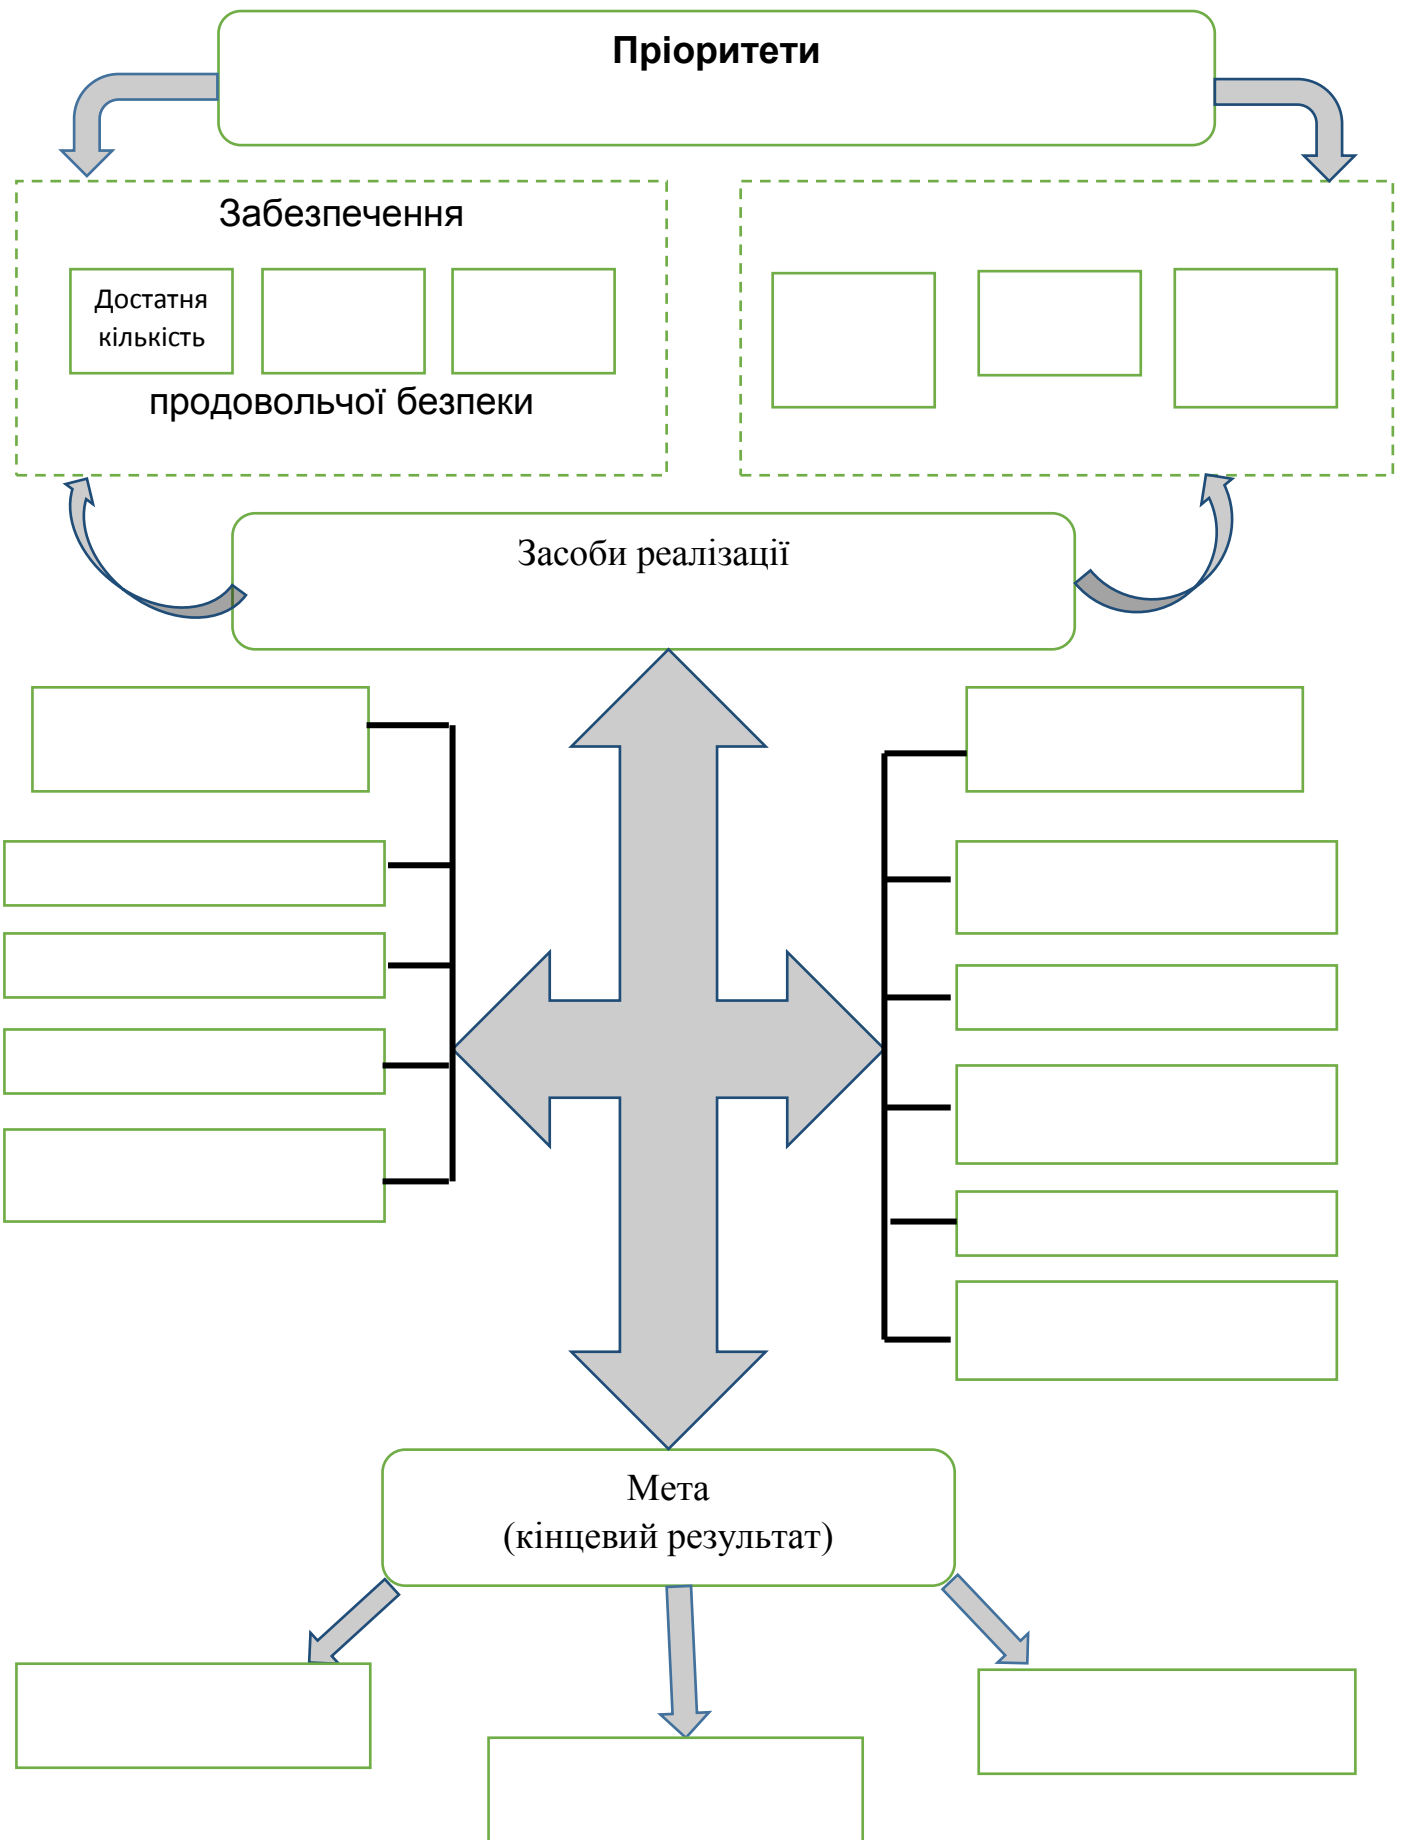 Пріоритети
Забезпечення
Достатня
кількість
продовольчої безпеки
Засоби реалізації
Мета
(кінцевий результат)